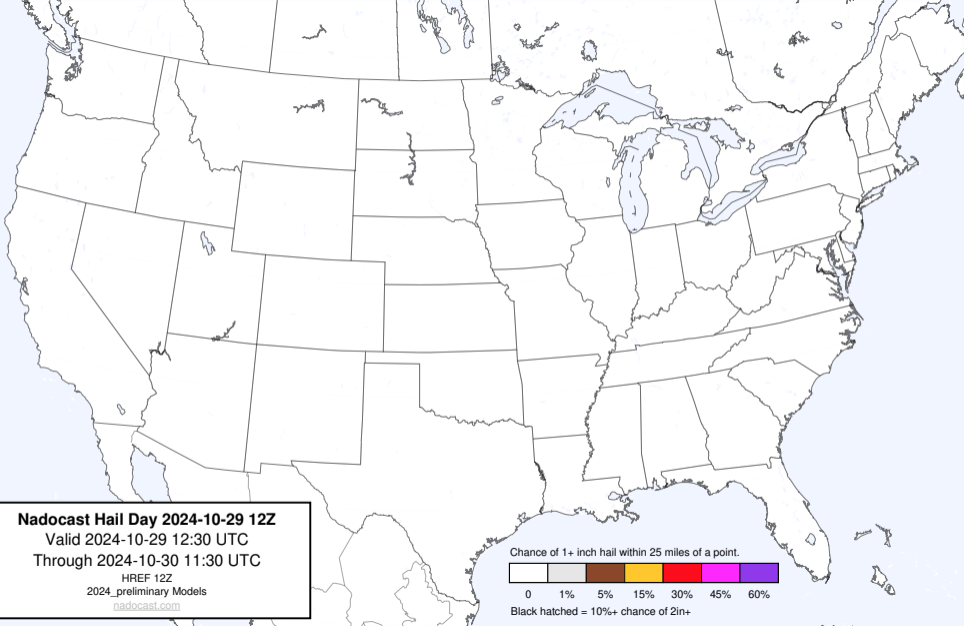 Nadocast Hail Day 2024-10-29 12Z
Valid 2024-10-29 12:30 UTC
Through 2024-10-30 11:30 UTC
HREF 12Z
2024_preliminary Models
nadocast.com
Chance of 1+ inch hail within 25 miles of a point.
0 1% 5% 15% 30% 45% 60%
Black hatched = 10%+ chance of 2in+